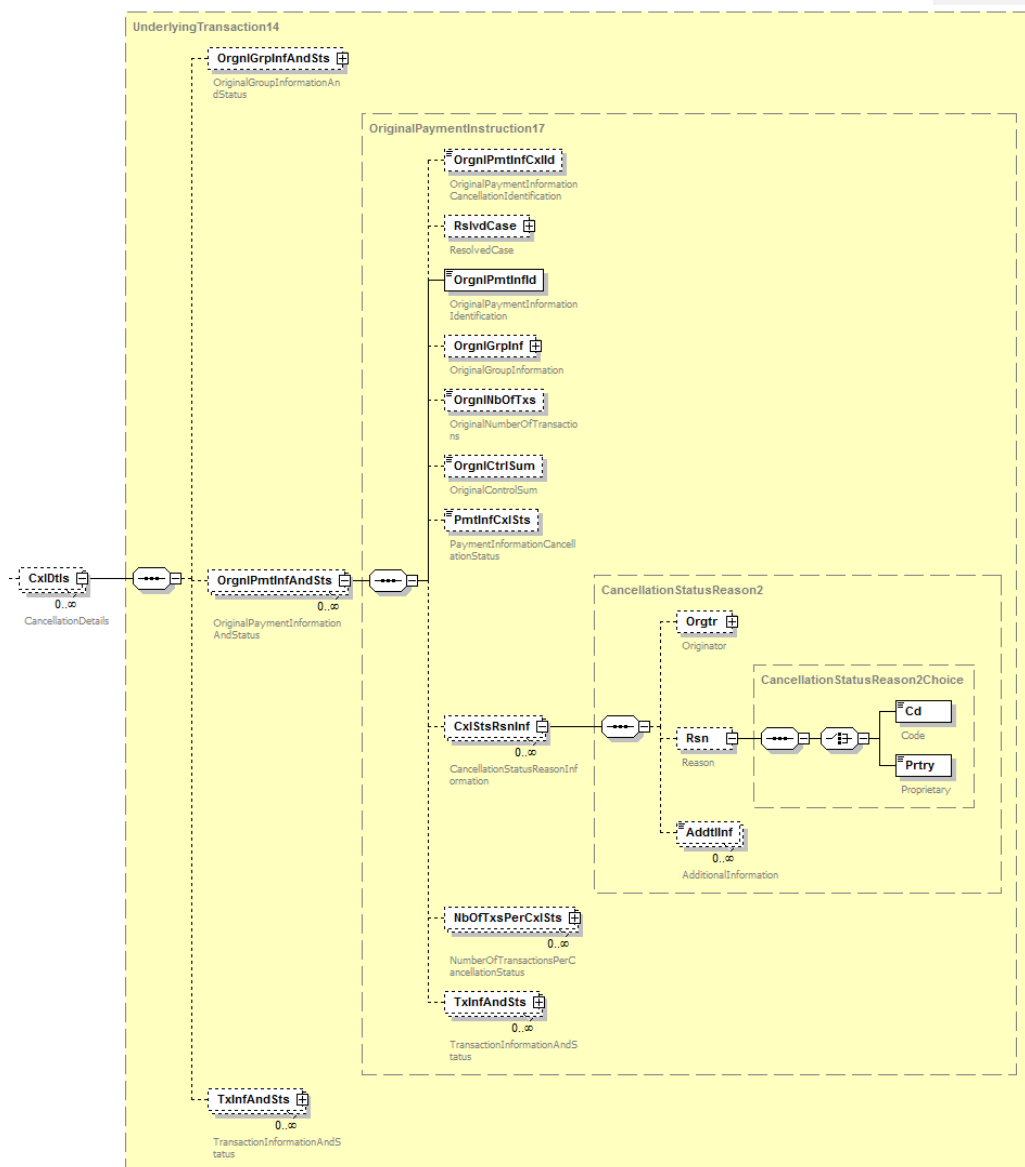 UnderlyingTransaction14
OrgnlGrpInfAndSts
OriginalGroupInformationAn
dStatus
OriginalPaymentInstruction17
OrgnlPmtInfCxlId
OriginalPaymentInformation
CancellationIdentification
RslvdCase
ResolvedCase
OrgnlPmtInfId
OriginalPaymentInformation
Identification
OrgnlGrpInf
OriginalGroupInformation
OrgnlNbOfTxs
OriginalNumberOfTransactio
ns
OrgnlCtrlSum
OriginalControlSum
PmtInfCxlSts
PaymentInformationCancell
ationStatus
CxlDtls
0..∞
CancellationDetails
OrgnlPmtInfAndSts
0..∞
OriginalPaymentInformation
AndStatus
CancellationStatusReason2
Orgtr
Originator
CancellationStatusReason2Choice
Cd
Code
CxlStsRsnInf
0..∞
CancellationStatusReasonInf
ormation
Rsn
Reason
Prtry
Proprietary
AddtlInf
0..∞
AdditionalInformation
NbOfTxsPerCxlSts
0..∞
NumberOfTransactionsPerC
ancellationStatus
TxInfAndSts
0..∞
TransactionInformationAndS
tatus
TxInfAndSts
0..∞
TransactionInformationAndS
tatus